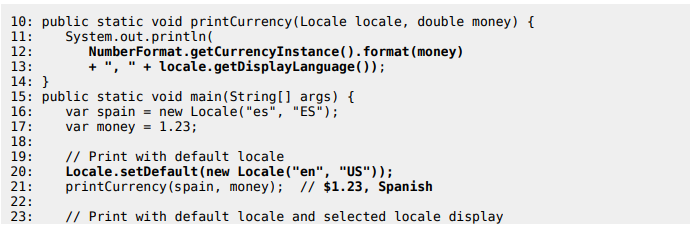 10: public static void printCurrency(Locale locale, double money) {
11:    System.out.println(
12:       NumberFormat.getCurrencyInstance().format(money)
13:       + ", " + locale.getDisplayLanguage());
14: }
15: public static void main(String[] args) {
16:    var spain = new Locale("es", "ES");
17:    var money = 1.23;
18:
19:    // Print with default locale
20:    Locale.setDefault(new Locale("en", "US"));
21:    printCurrency(spain, money);  // $1.23, Spanish
22:
23:    // Print with default locale and selected locale display